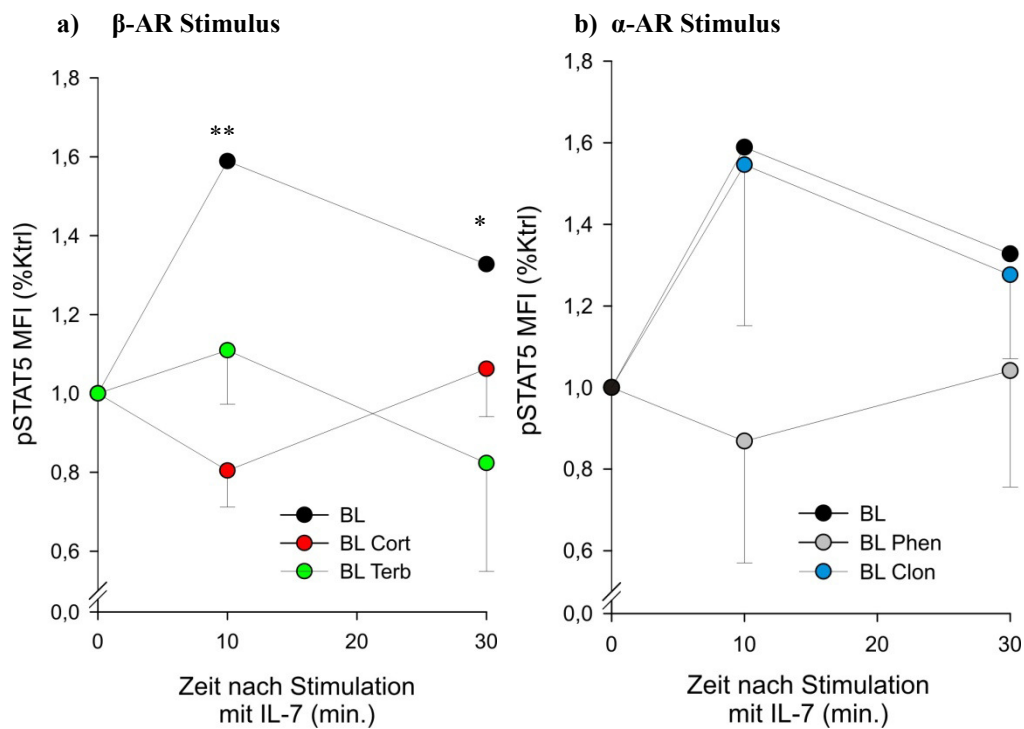 a) β-AR Stimulus
1,8
1,6
1,4
1,2
1,0
0,8
0,6
0,0
pSTAT5 MFI (%Ktrl)
**
*
BL
BL Cort
BL Terb
0
10
20
30
Zeit nach Stimulation
mit IL-7 (min.)
b) α-AR Stimulus
1,8
1,6
1,4
1,2
1,0
0,8
0,6
0,0
pSTAT5 MFI (%Ktrl)
BL
BL Phen
BL Clon
0
10
20
30
Zeit nach Stimulation
mit IL-7 (min.)